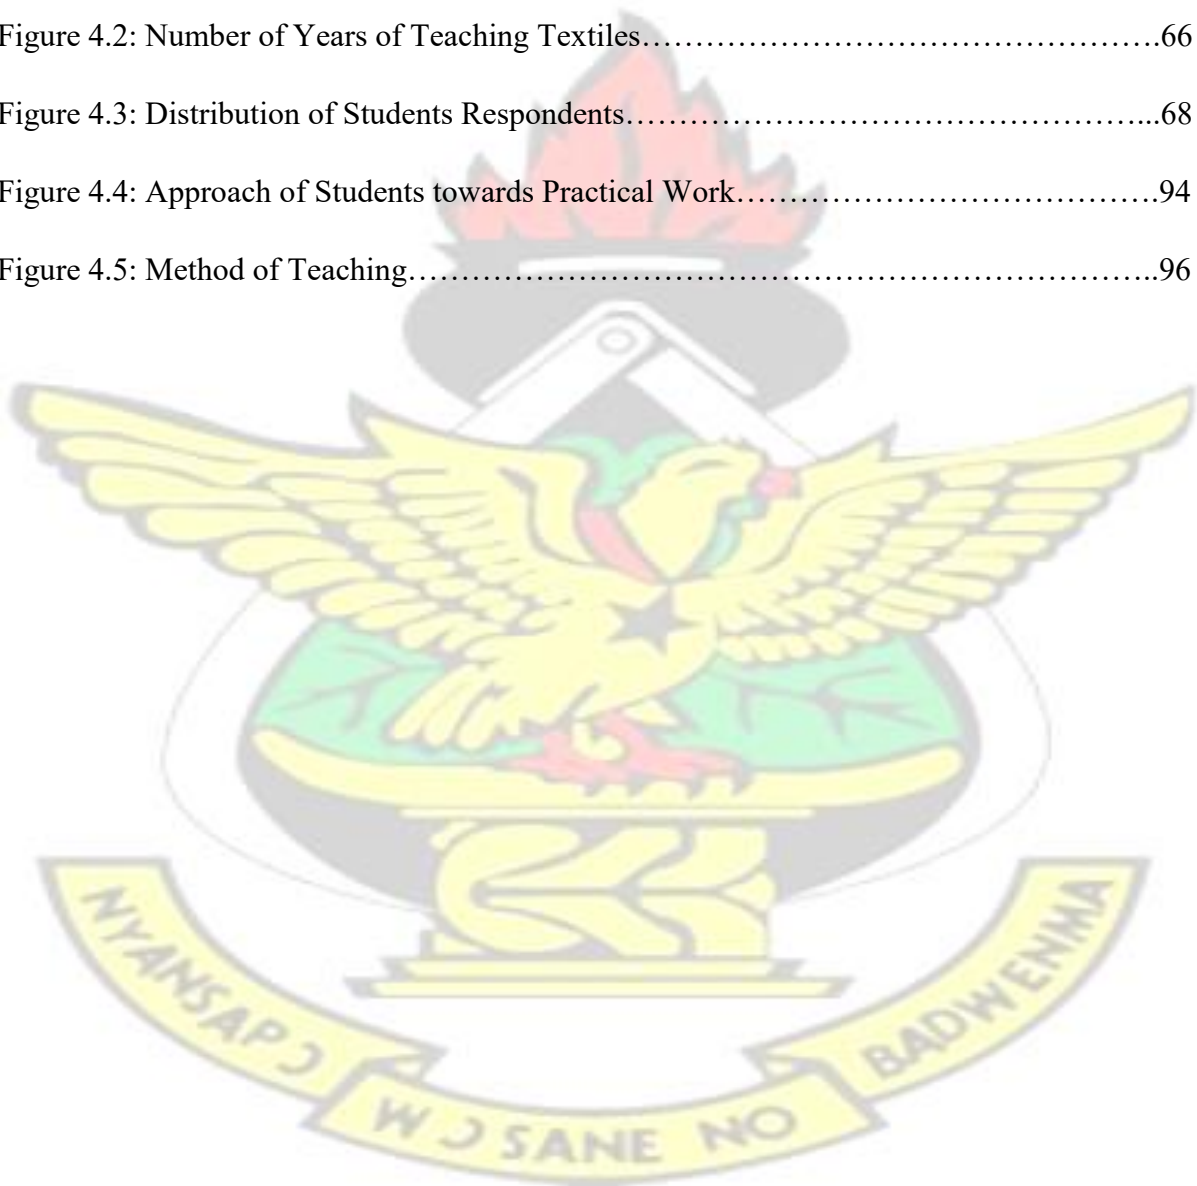 Figure 4.2: Number of Years of Teaching Textiles…………………………………………….66
Figure 4.3: Distribution of Students Respondents……………………………………………...68
Figure 4.4: Approach of Students towards Practical Work…………………………………….94
Figure 4.5: Method of Teaching………………………………………………………………..96
NYANSAPƆ WƆSANE NO BADWENMA